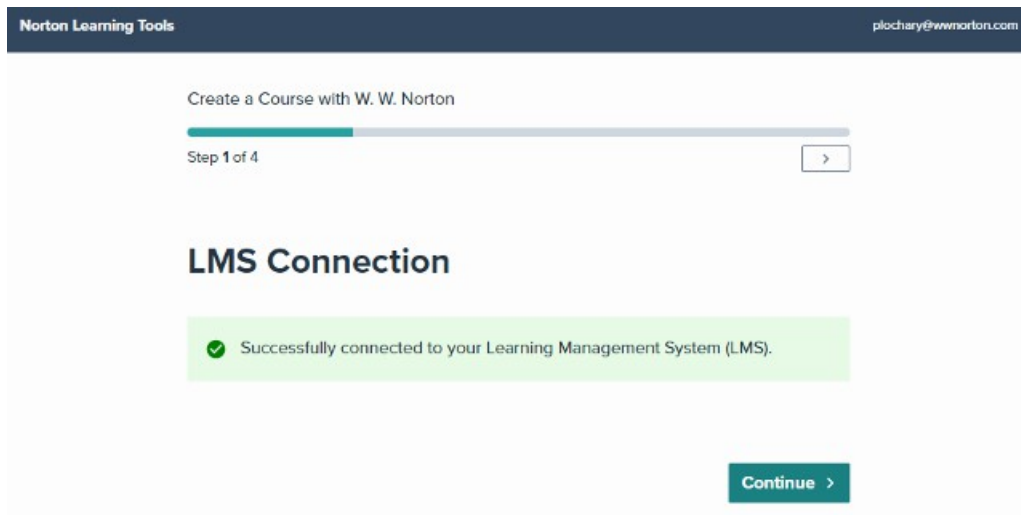 Norton Learning Tools
plochary@wwnorton.com
Create a Course with W. W. Norton
Step 1 of 4
LMS Connection
Successfully connected to your Learning Management System (LMS).
Continue